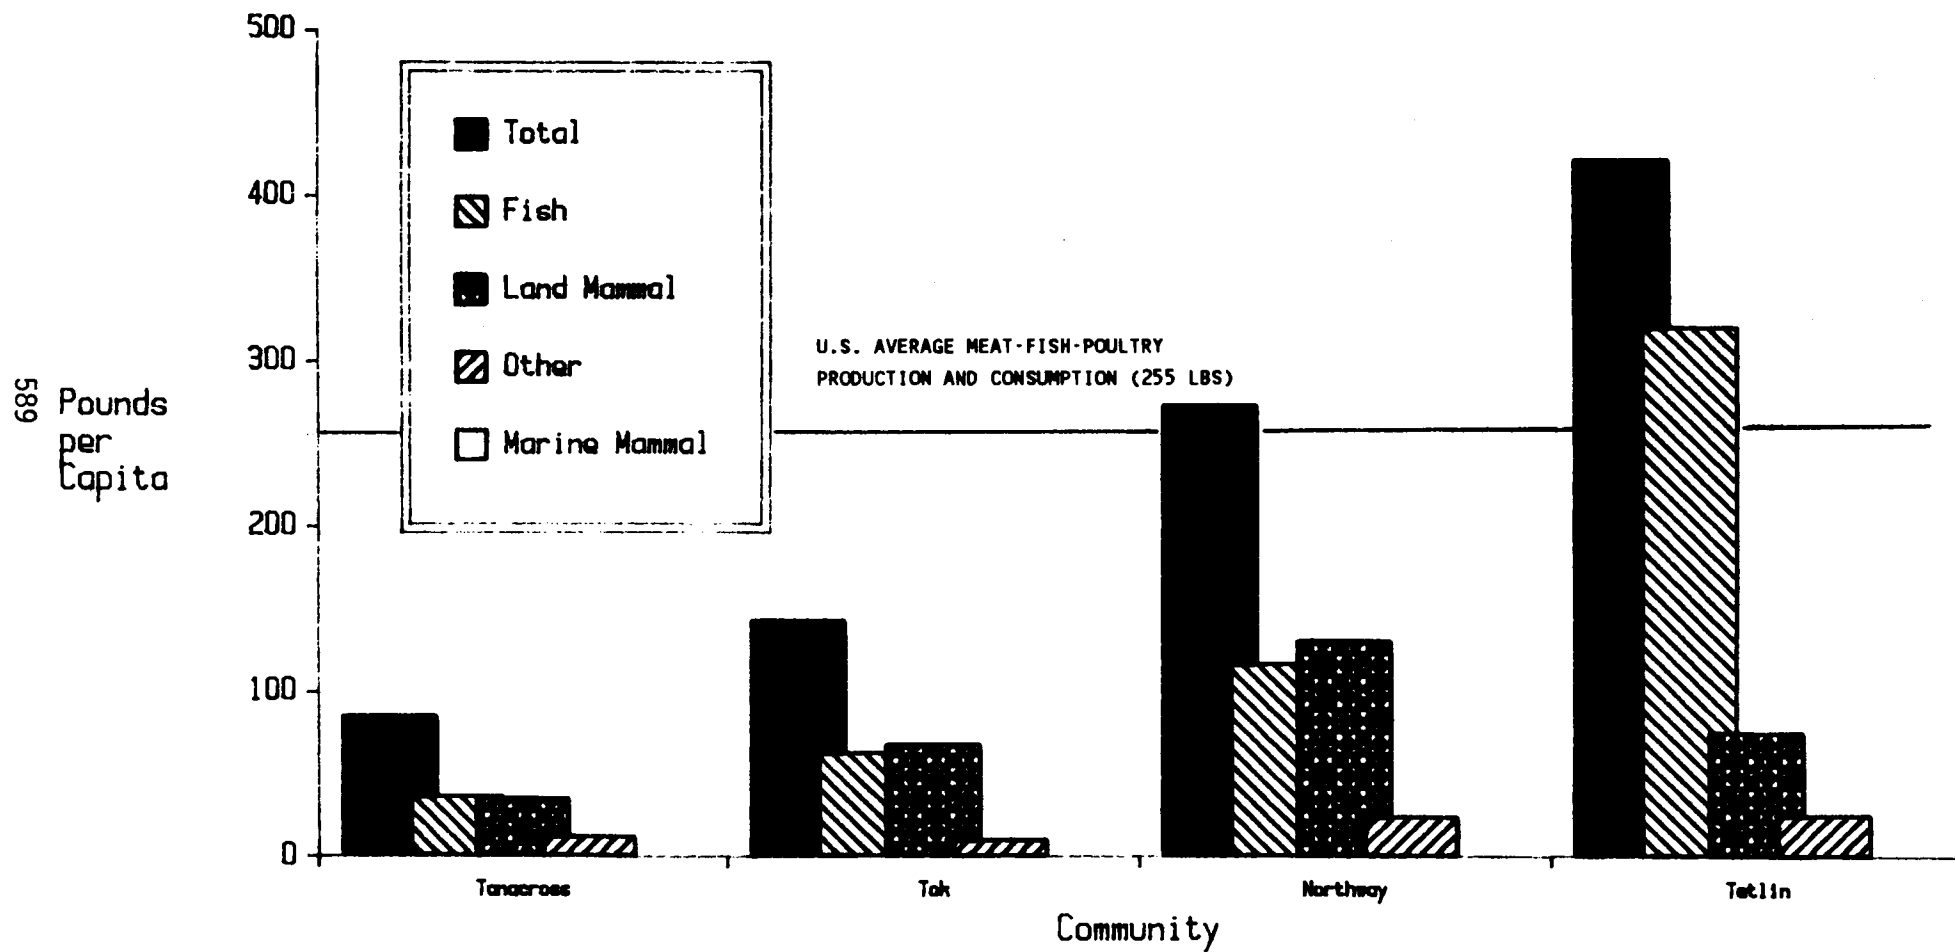 500
400
300
200
100
0
Total
Fish
Land Mammal
Other
Marine Mammal
U.S. AVERAGE MEAT-FISH-POULTRY
PRODUCTION AND CONSUMPTION (255 LBS)
589
Pounds
per
Capita
Tanacross
Tok
Northway
Tetlin
Community